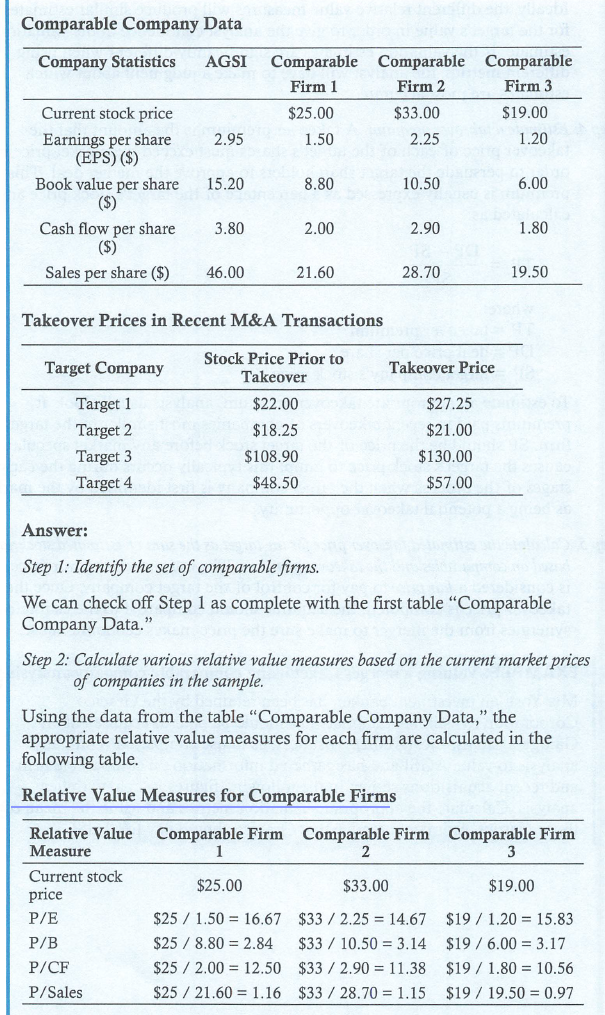 Comparable Company Data
Company Statistics AGSI Comparable Firm 1 Comparable Firm 2 Comparable Firm 3
Current stock price $25.00 $33.00 $19.00
Earnings per share (EPS) ($) 2.95 1.50 2.25 1.20
Book value per share ($) 15.20 8.80 10.50 6.00
Cash flow per share ($) 3.80 2.00 2.90 1.80
Sales per share ($) 46.00 21.60 28.70 19.50
Takeover Prices in Recent M&A Transactions
Target Company Stock Price Prior to Takeover Takeover Price
Target 1 $22.00 $27.25
Target 2 $18.25 $21.00
Target 3 $108.90 $130.00
Target 4 $48.50 $57.00
Answer:
Step 1: Identify the set of comparable firms.
We can check off Step 1 as complete with the first table “Comparable
Company Data.”
Step 2: Calculate various relative value measures based on the current market prices
of companies in the sample.
Using the data from the table “Comparable Company Data,” the
appropriate relative value measures for each firm are calculated in the
following table.
Relative Value Measures for Comparable Firms
Relative Value Measure Comparable Firm 1 Comparable Firm 2 Comparable Firm 3
Current stock price $25.00 $33.00 $19.00
P/E $25 / 1.50 = 16.67 $33 / 2.25 = 14.67 $19 / 1.20 = 15.83
P/B $25 / 8.80 = 2.84 $33 / 10.50 = 3.14 $19 / 6.00 = 3.17
P/CF $25 / 2.00 = 12.50 $33 / 2.90 = 11.38 $19 / 1.80 = 10.56
P/Sales $25 / 21.60 = 1.16 $33 / 28.70 = 1.15 $19 / 19.50 = 0.97